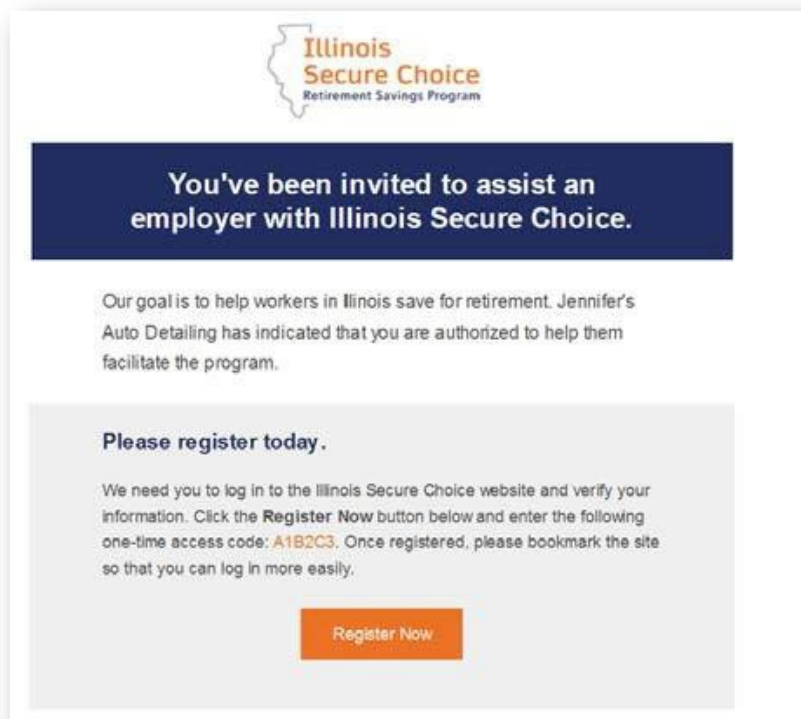 Illinois
Secure Choice
Retirement Savings Program
You've been invited to assist an
employer with Illinois Secure Choice.
Our goal is to help workers in Illinois save for retirement. Jennifer's
Auto Detailing has indicated that you are authorized to help them
facilitate the program.
Please register today.
We need you to log in to the Illinois Secure Choice website and verify your
information. Click the Register Now button below and enter the following
one-time access code: A1B2C3. Once registered, please bookmark the site
so that you can log in more easily.
Register Now